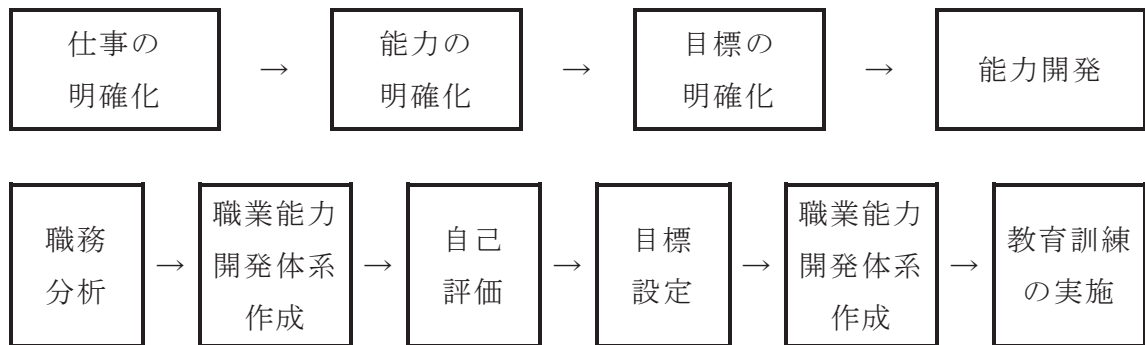 仕事の
明確化
→
能力の
明確化
→
目標の
明確化
→
能力開発
職務
分析
→
職業能力
開発体系
作成
→
自己
評価
→
目標
設定
→
職業能力
開発体系
作成
→
教育訓練
の実施